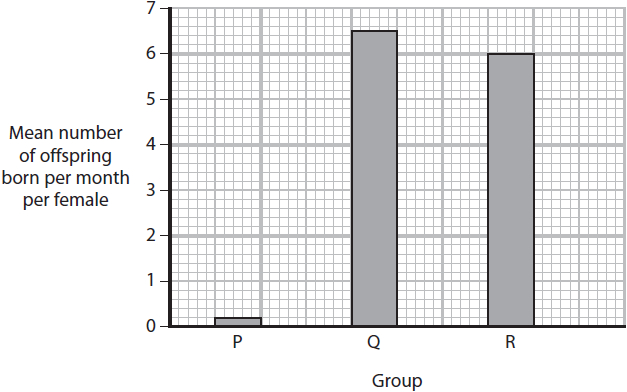 7
6
5
4
3
2
1
0
Mean number
of offspring
born per month
per female
P Q R
Group